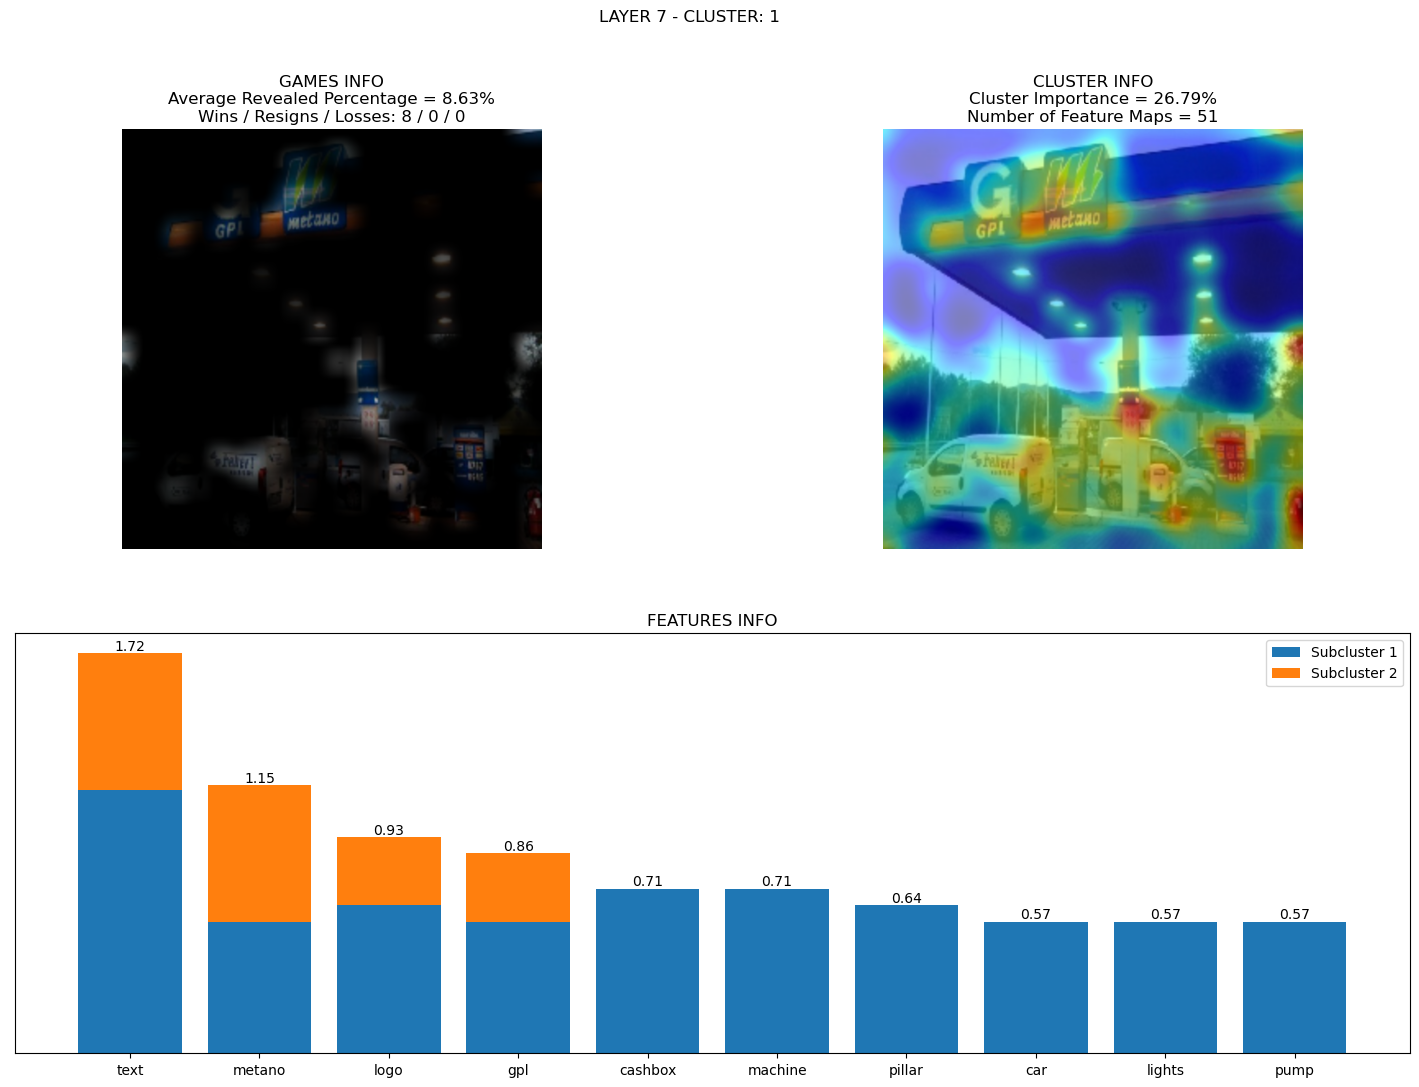 LAYER 7 - CLUSTER: 1
GAMES INFO
Average Revealed Percentage = 8.63%
Wins / Resigns / Losses: 8 / 0 / 0
CLUSTER INFO
Cluster Importance = 26.79%
Number of Feature Maps = 51
G
GPL
metano
G
GPL
metano
FEATURES INFO
1.72
1.15
0.93
0.86
0.71
0.71
0.64
0.57
0.57
0.57
Subcluster 1
Subcluster 2
text
metano
logo
gpl
cashbox
machine
pillar
car
lights
pump